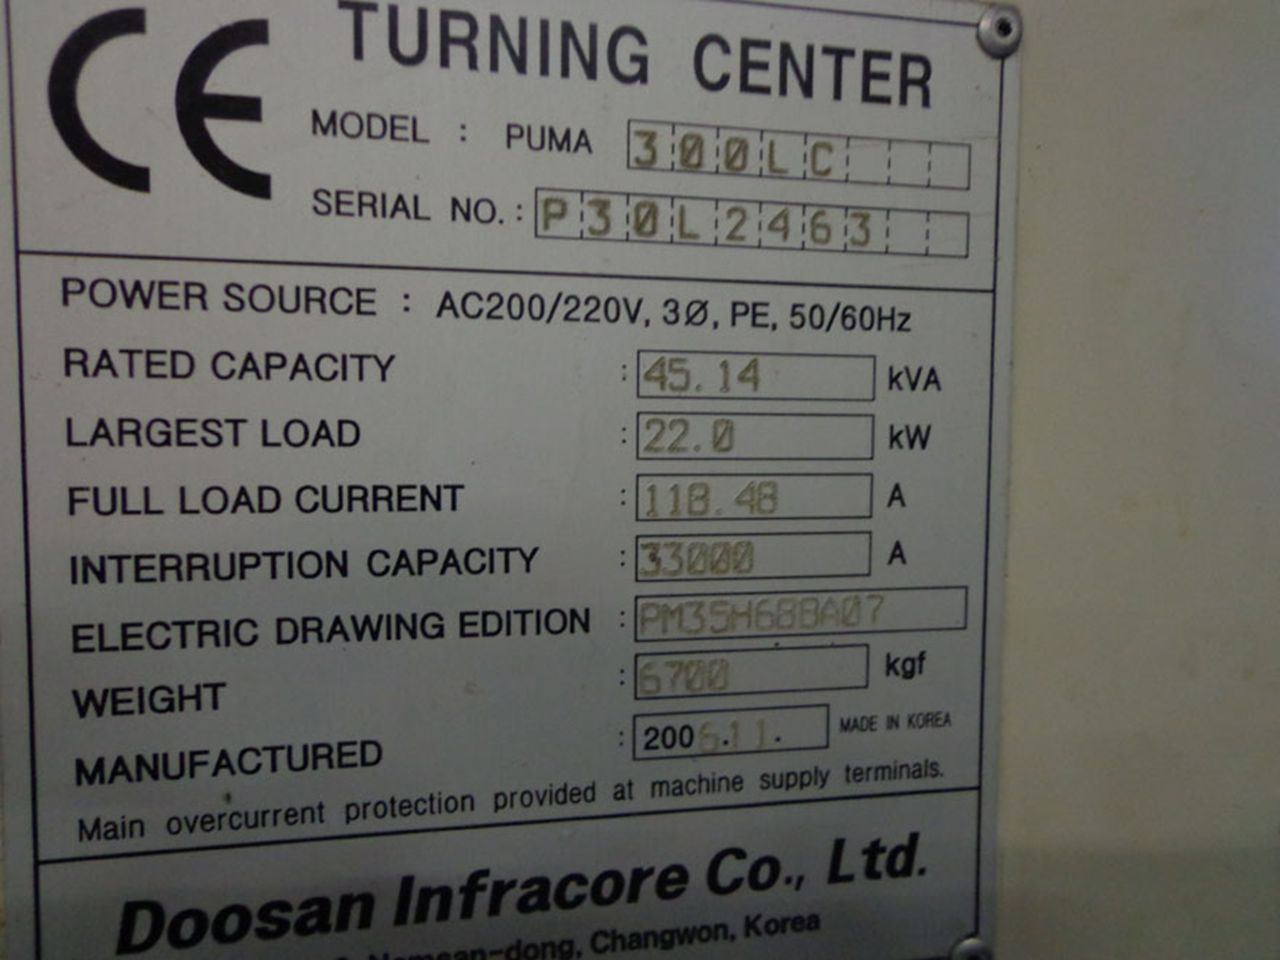 CE
TURNING CENTER
MODEL : PUMA 300LC
SERIAL NO. : P30L2463
POWER SOURCE : AC200/220V, 3Ø, PE, 50/60Hz
RATED CAPACITY : 45.14 kVA
LARGEST LOAD : 22.0 kW
FULL LOAD CURRENT : 118.48 A
INTERRUPTION CAPACITY : 33000 A
ELECTRIC DRAWING EDITION :
WEIGHT : 6700 kgf
MANUFACTURED : 2006.11. MADE IN KOREA
Main overcurrent protection provided at machine supply terminals.
Doosan Infracore Co., Ltd.
Changwon, Korea